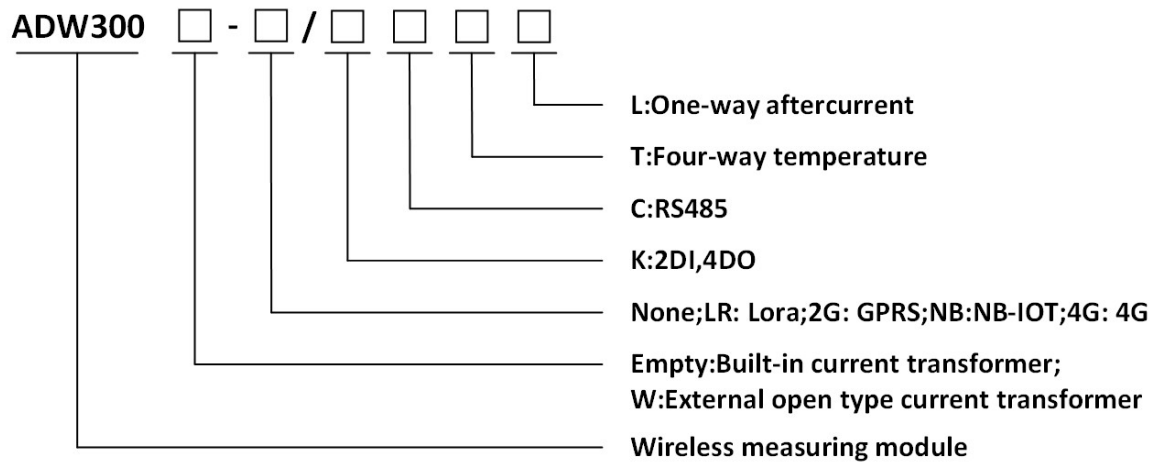 ADW300 □ - □ / □ □ □ □
L:One-way aftercurrent
T:Four-way temperature
C:RS485
K:2DI,4DO
None;LR: Lora;2G: GPRS;NB:NB-IOT;4G: 4G
Empty:Built-in current transformer;
W:External open type current transformer
Wireless measuring module